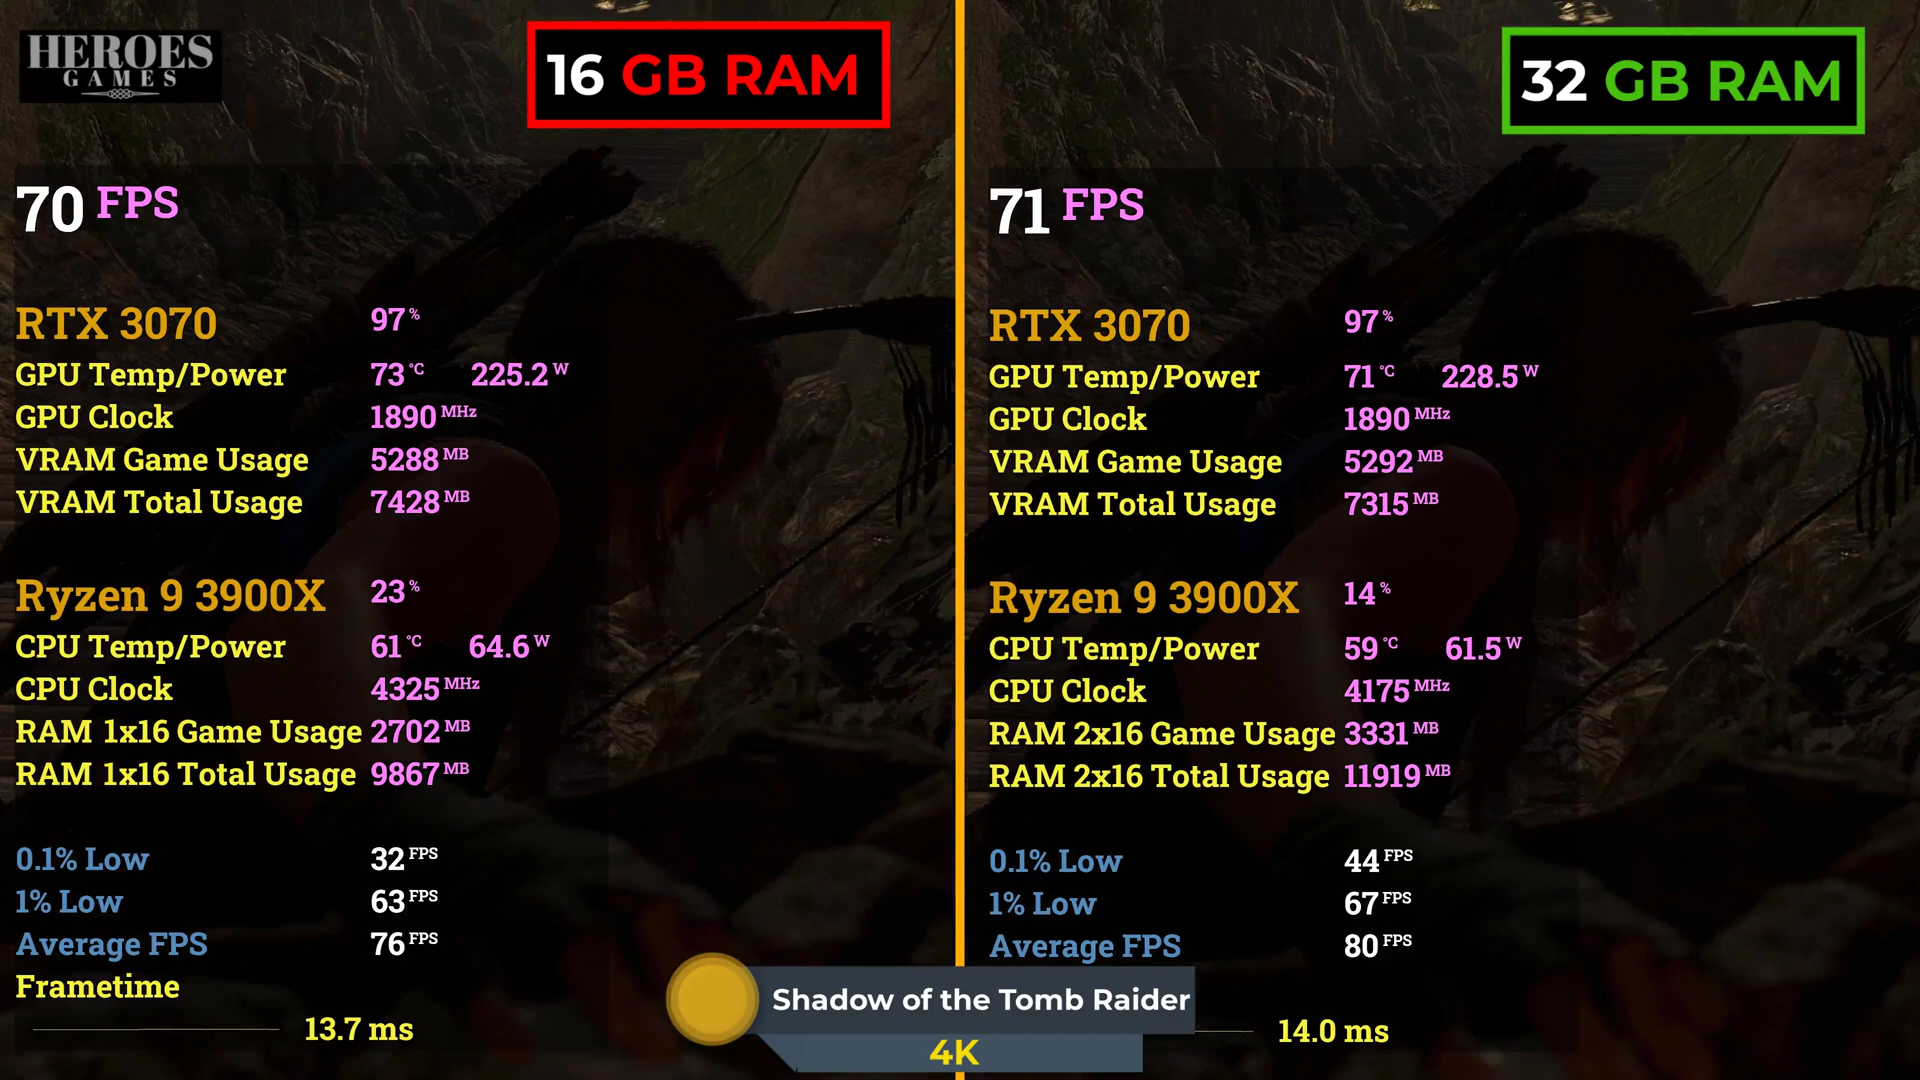 HEROES
GAMES
16 GB RAM
70 FPS
RTX 3070 97 %
GPU Temp/Power 73 °C 225.2 W
GPU Clock 1890 MHz
VRAM Game Usage 5288 MB
VRAM Total Usage 7428 MB
Ryzen 9 3900X 23 %
CPU Temp/Power 61 °C 64.6 W
CPU Clock 4325 MHz
RAM 1x16 Game Usage 2702 MB
RAM 1x16 Total Usage 9867 MB
0.1% Low 32 FPS
1% Low 63 FPS
Average FPS 76 FPS
Frametime
13.7 ms
32 GB RAM
71 FPS
RTX 3070 97 %
GPU Temp/Power 71 °C 228.5 W
GPU Clock 1890 MHz
VRAM Game Usage 5292 MB
VRAM Total Usage 7315 MB
Ryzen 9 3900X 14 %
CPU Temp/Power 59 °C 61.5 W
CPU Clock 4175 MHz
RAM 2x16 Game Usage 3331 MB
RAM 2x16 Total Usage 11919 MB
0.1% Low 44 FPS
1% Low 67 FPS
Average FPS 80 FPS
14.0 ms
Shadow of the Tomb Raider
4K